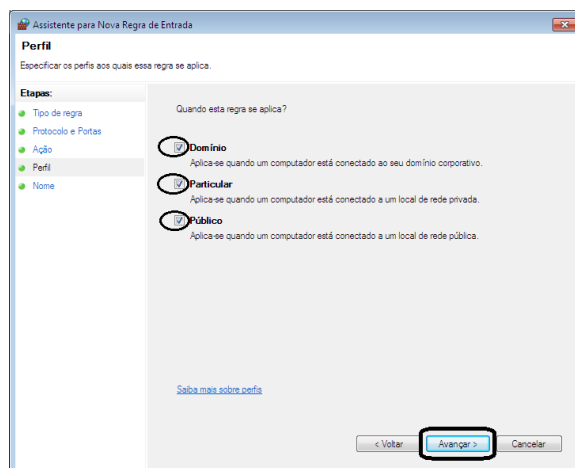 Assistente para Nova Regra de Entrada
Perfil
Especificar os perfis aos quais essa regra se aplica.
Etapas:
Tipo de regra
Protocolo e Portas
Ação
Perfil
Nome
Quando esta regra se aplica?
Domínio
Aplica-se quando um computador está conectado ao seu domínio corporativo.
Particular
Aplica-se quando um computador está conectado a um local de rede privada.
Público
Aplica-se quando um computador está conectado a um local de rede pública.
Saiba mais sobre perfis
< Voltar
Avançar >
Cancelar